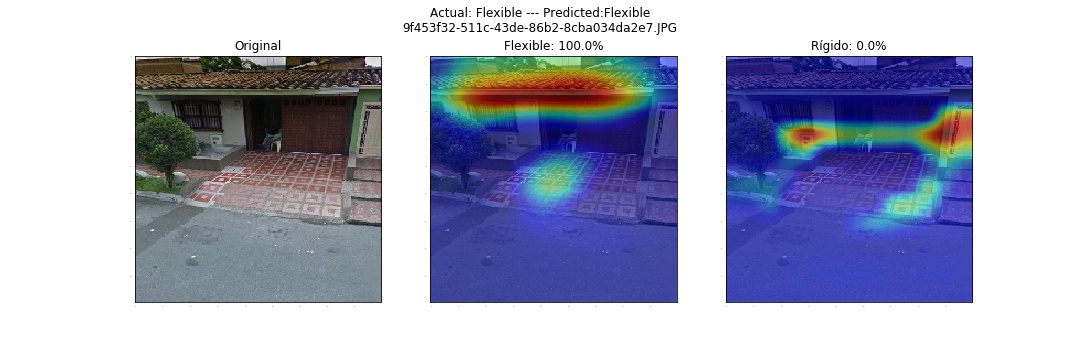 Actual: Flexible --- Predicted:Flexible
9f453f32-511c-43de-86b2-8cba034da2e7.JPG
Original
Flexible: 100.0%
Rígido: 0.0%